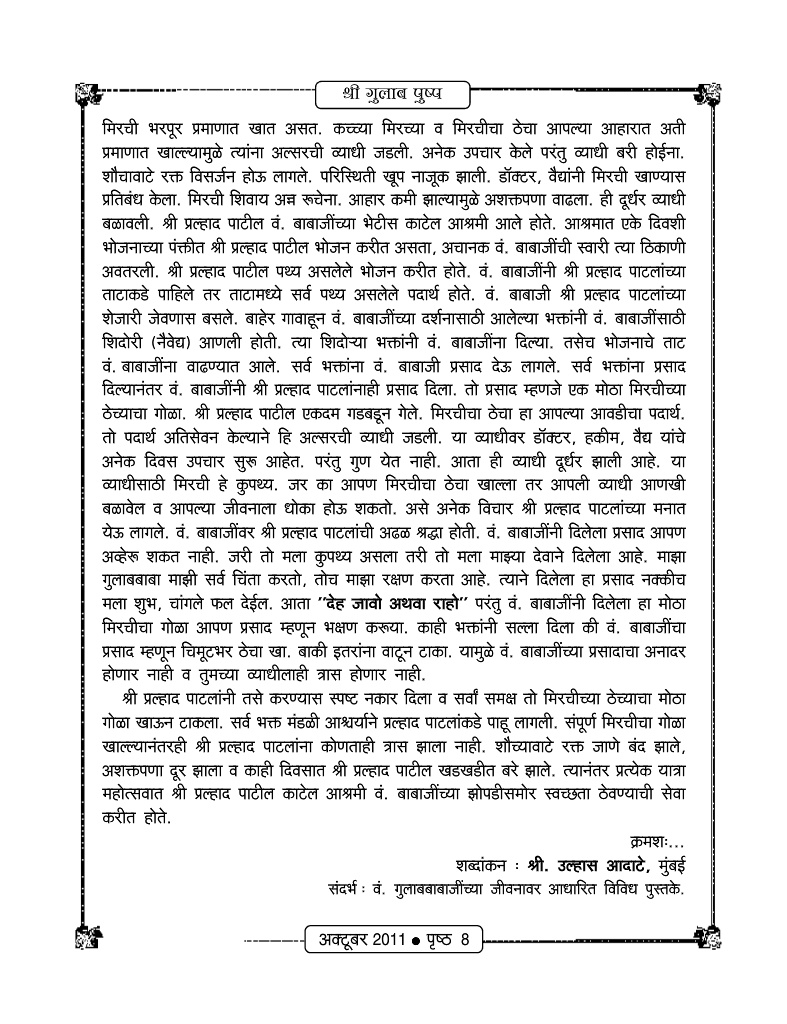 श्री गुलाब पुष्प
मिरची भरपूर प्रमाणात खात असत. कच्च्या मिरच्या व मिरचीचा ठेचा आपल्या आहारात अती
प्रमाणात खाल्ल्यामुळे त्यांना अल्सरची व्याधी जडली. अनेक उपचार केले परंतु व्याधी बरी होईना.
शौचावाटे रक्त विसर्जन होऊ लागले. परिस्थिती खूप नाजूक झाली. डॉक्टर, वैद्यांनी मिरची खाण्यास
प्रतिबंध केला. मिरची शिवाय अन्न रूचेना. आहार कमी झाल्यामुळे अशक्तपणा वाढला. ही दूर्धर व्याधी
बळावली. श्री प्रल्हाद पाटील वं. बाबाजींच्या भेटीस काटेल आश्रमी आले होते. आश्रमात एके दिवशी
भोजनाच्या पंक्तीत श्री प्रल्हाद पाटील भोजन करीत असता, अचानक वं. बाबाजींची स्वारी त्या ठिकाणी
अवतरली. श्री प्रल्हाद पाटील पथ्य असलेले भोजन करीत होते. वं. बाबाजींनी श्री प्रल्हाद पाटलांच्या
ताटाकडे पाहिले तर ताटामध्ये सर्व पथ्य असलेले पदार्थ होते. वं. बाबाजी श्री प्रल्हाद पाटलांच्या
शेजारी जेवणास बसले. बाहेर गावाहून वं. बाबाजींच्या दर्शनासाठी आलेल्या भक्तांनी वं. बाबाजींसाठी
शिदोरी (नैवेद्य) आणली होती. त्या शिदोऱ्या भक्तांनी वं. बाबाजींना दिल्या. तसेच भोजनाचे ताट
वं. बाबाजींना वाढण्यात आले. सर्व भक्तांना वं. बाबाजी प्रसाद देऊ लागले. सर्व भक्तांना प्रसाद
दिल्यानंतर वं. बाबाजींनी श्री प्रल्हाद पाटलांनाही प्रसाद दिला. तो प्रसाद म्हणजे एक मोठा मिरचीच्या
ठेच्याचा गोळा. श्री प्रल्हाद पाटील एकदम गडबडून गेले. मिरचीचा ठेचा हा आपल्या आवडीचा पदार्थ.
तो पदार्थ अतिसेवन केल्याने हि अल्सरची व्याधी जडली. या व्याधीवर डॉक्टर, हकीम, वैद्य यांचे
अनेक दिवस उपचार सुरू आहेत. परंतु गुण येत नाही. आता ही व्याधी दूर्धर झाली आहे. या
व्याधीसाठी मिरची हे कुपथ्य. जर का आपण मिरचीचा ठेचा खाल्ला तर आपली व्याधी आणखी
बळावेल व आपल्या जीवनाला धोका होऊ शकतो. असे अनेक विचार श्री प्रल्हाद पाटलांच्या मनात
येऊ लागले. वं. बाबाजींवर श्री प्रल्हाद पाटलांची अढळ श्रद्धा होती. वं. बाबाजींनी दिलेला प्रसाद आपण
अव्हेरू शकत नाही. जरी तो मला कुपथ्य असला तरी तो मला माझ्या देवाने दिलेला आहे. माझा
गुलाबबाबा माझी सर्व चिंता करतो, तोच माझा रक्षण करता आहे. त्याने दिलेला हा प्रसाद नक्कीच
मला शुभ, चांगले फल देईल. आता ''देह जावो अथवा राहो'' परंतु वं. बाबाजींनी दिलेला हा मोठा
मिरचीचा गोळा आपण प्रसाद म्हणून भक्षण करूया. काही भक्तांनी सल्ला दिला की वं. बाबाजींचा
प्रसाद म्हणून चिमूटभर ठेचा खा. बाकी इतरांना वाटून टाका. यामुळे वं. बाबाजींच्या प्रसादाचा अनादर
होणार नाही व तुमच्या व्याधीलाही त्रास होणार नाही.
श्री प्रल्हाद पाटलांनी तसे करण्यास स्पष्ट नकार दिला व सर्वां समक्ष तो मिरचीच्या ठेच्याचा मोठा
गोळा खाऊन टाकला. सर्व भक्त मंडळी आश्चर्याने प्रल्हाद पाटलांकडे पाहू लागली. संपूर्ण मिरचीचा गोळा
खाल्ल्यानंतरही श्री प्रल्हाद पाटलांना कोणताही त्रास झाला नाही. शौच्यावाटे रक्त जाणे बंद झाले,
अशक्तपणा दूर झाला व काही दिवसात श्री प्रल्हाद पाटील खडखडीत बरे झाले. त्यानंतर प्रत्येक यात्रा
महोत्सवात श्री प्रल्हाद पाटील काटेल आश्रमी वं. बाबाजींच्या झोपडीसमोर स्वच्छता ठेवण्याची सेवा
करीत होते.
क्रमशः...
शब्दांकन : श्री. उल्हास आदाटे, मुंबई
संदर्भ : वं. गुलाबबाबाजींच्या जीवनावर आधारित विविध पुस्तके.
अक्टूबर 2011 ● पृष्ठ 8